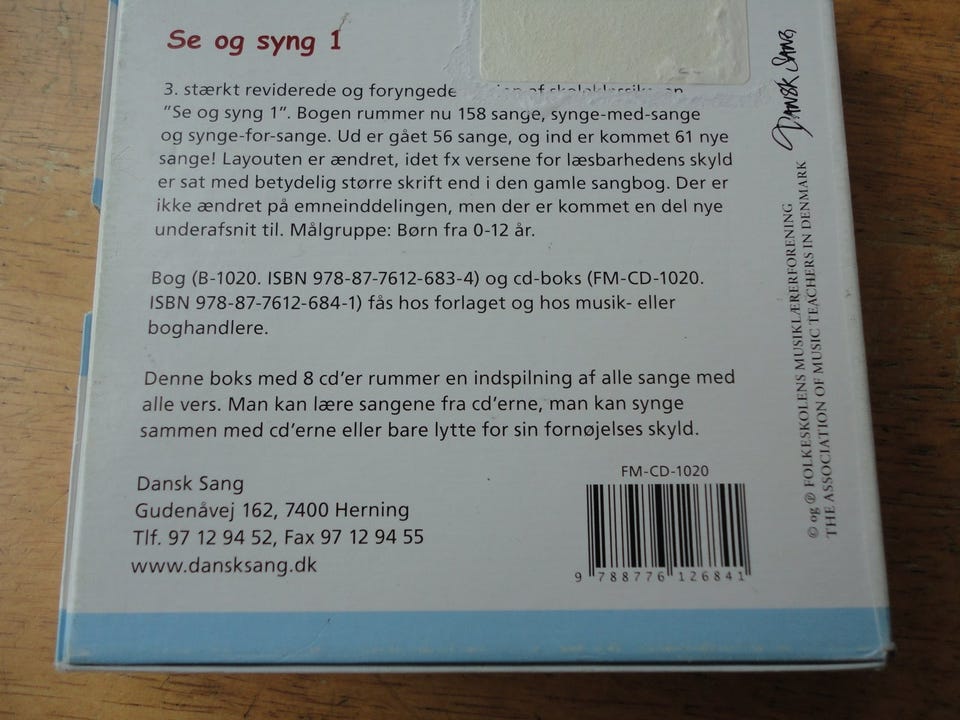 Se og syng 1
3. stærkt reviderede og foryngede af
"Se og syng 1". Bogen rummer nu 158 sange, synge-med-sange
og synge-for-sange. Ud er gået 56 sange, og ind er kommet 61 nye
sange! Layouten er ændret, idet fx versene for læsbarhedens skyld
er sat med betydelig større skrift end i den gamle sangbog. Der er
ikke ændret på emneinddelingen, men der er kommet en del nye
underafsnit til. Målgruppe: Børn fra 0-12 år.
Bog (B-1020. ISBN 978-87-7612-683-4) og cd-boks (FM-CD-1020.
ISBN 978-87-7612-684-1) fås hos forlaget og hos musik- eller
boghandlere.
Denne boks med 8 cd'er rummer en indspilning af alle sange med
alle vers. Man kan lære sangene fra cd'erne, man kan synge
sammen med cd'erne eller bare lytte for sin fornøjelses skyld.
Dansk Sang
Gudenåvej 162, 7400 Herning
Tlf. 97 12 94 52, Fax 97 12 94 55
www.dansksang.dk
FM-CD-1020
9 788776 126841
DANSK SANG
© og ℗ FOLKESKOLENS MUSIKLÆRERFORENING
THE ASSOCIATION OF MUSIC TEACHERS IN DENMARK